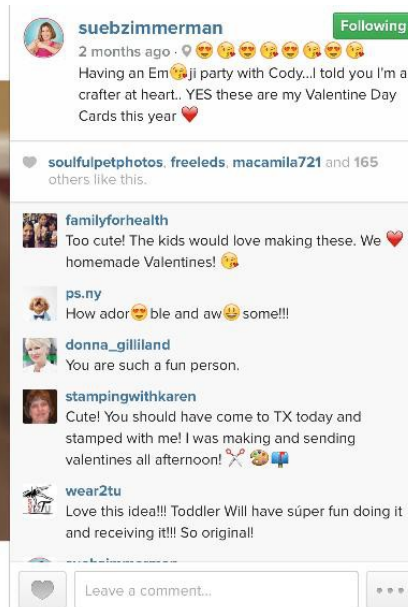 suebzimmerman
Following
2 months ago · 😍😘😍😘😍😘😍😘
Having an Em😘ji party with Cody...I told you I'm a
crafter at heart.. YES these are my Valentine Day
Cards this year ❤️
soulfulpetphotos, freeleds, macamila721 and 165
others like this.
familyforhealth
Too cute! The kids would love making these. We ❤️
homemade Valentines! 😘
ps.ny
How ador😍ble and aw😃some!!!
donna_gilliland
You are such a fun person.
stampingwithkaren
Cute! You should have come to TX today and
stamped with me! I was making and sending
valentines all afternoon! ✂️ 🎨📫
wear2tu
Love this idea!!! Toddler Will have súper fun doing it
and receiving it!!! So original!
Leave a comment...